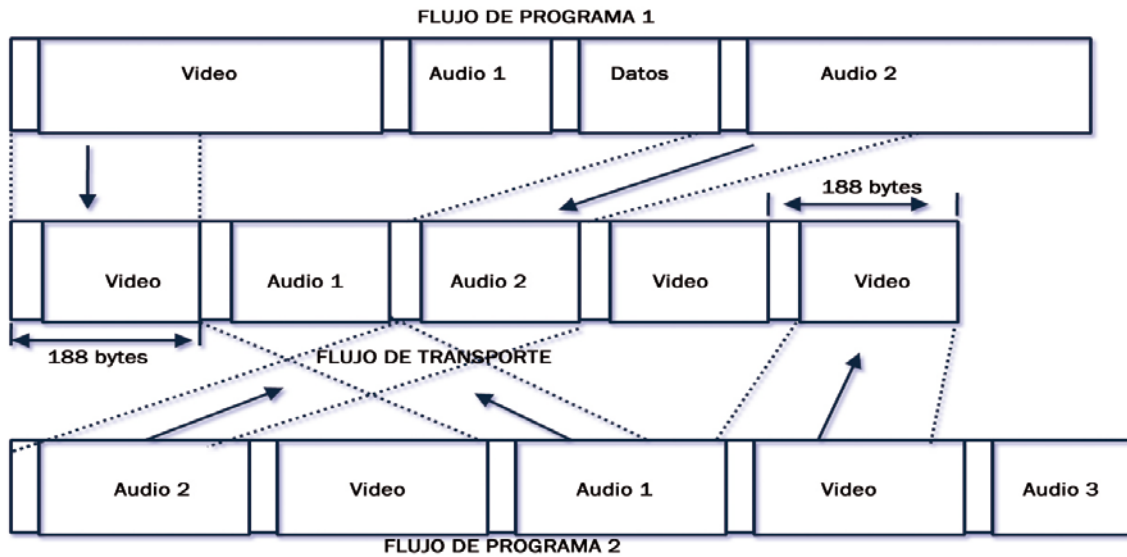 FLUJO DE PROGRAMA 1
Video Audio 1 Datos Audio 2
188 bytes
Video Audio 1 Audio 2 Video Video
188 bytes
FLUJO DE TRANSPORTE
Audio 2 Video Audio 1 Video Audio 3
FLUJO DE PROGRAMA 2